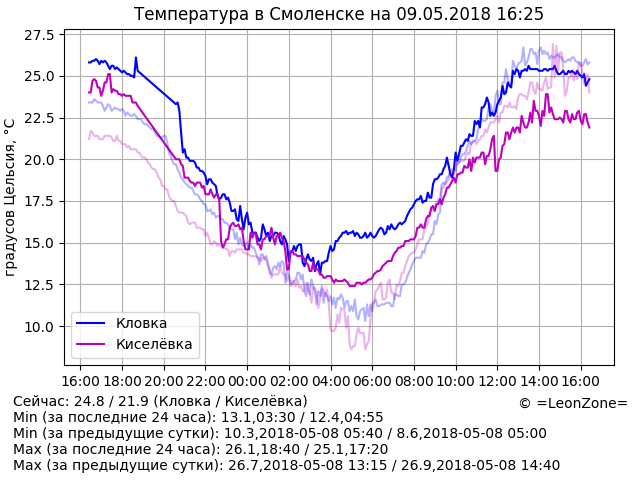 Температура в Смоленске на 09.05.2018 16:25
27.5
25.0
22.5
20.0
17.5
15.0
12.5
10.0
градусов Цельсия, °C
Кловка
Киселёвка
16:00 18:00 20:00 22:00 00:00 02:00 04:00 06:00 08:00 10:00 12:00 14:00 16:00
Сейчас: 24.8 / 21.9 (Кловка / Киселёвка)
© =LeonZone=
Min (за последние 24 часа): 13.1,03:30 / 12.4,04:55
Min (за предыдущие сутки): 10.3,2018-05-08 05:40 / 8.6,2018-05-08 05:00
Max (за последние 24 часа): 26.1,18:40 / 25.1,17:20
Max (за предыдущие сутки): 26.7,2018-05-08 13:15 / 26.9,2018-05-08 14:40